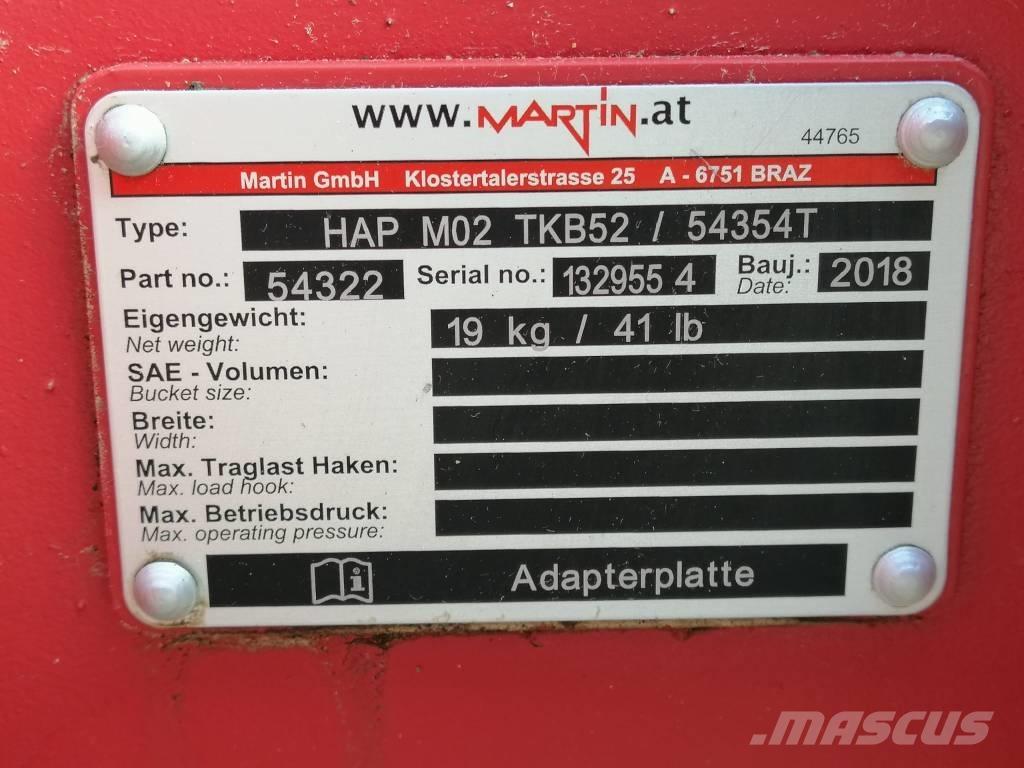 www.MARTIN.at
44765
Martin GmbH Klostertalerstrasse 25 A - 6751 BRAZ
Type: HAP M02 TKB52 / 54354T
Part no.: 54322 Serial no.: 132955 4 Bauj.: 2018
Date:
Eigengewicht: 19 kg / 41 lb
Net weight:
SAE - Volumen:
Bucket size:
Breite:
Width:
Max. Traglast Haken:
Max. load hook:
Max. Betriebsdruck:
Max. operating pressure:
i Adapterplatte
MASCUS